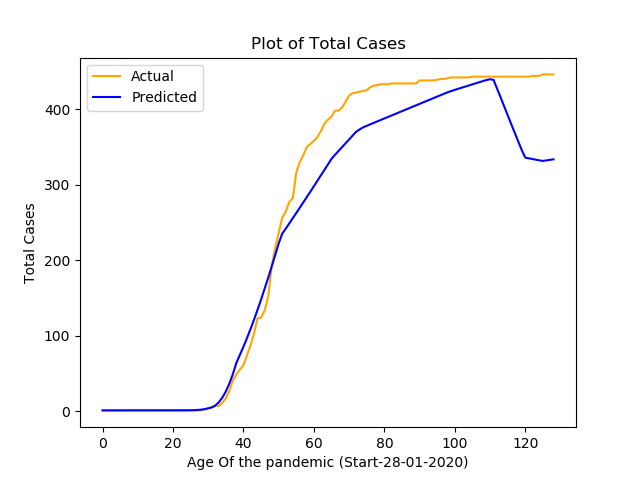 Plot of Total Cases
Actual
Predicted
Total Cases
400
300
200
100
0
0 20 40 60 80 100 120
Age Of the pandemic (Start-28-01-2020)